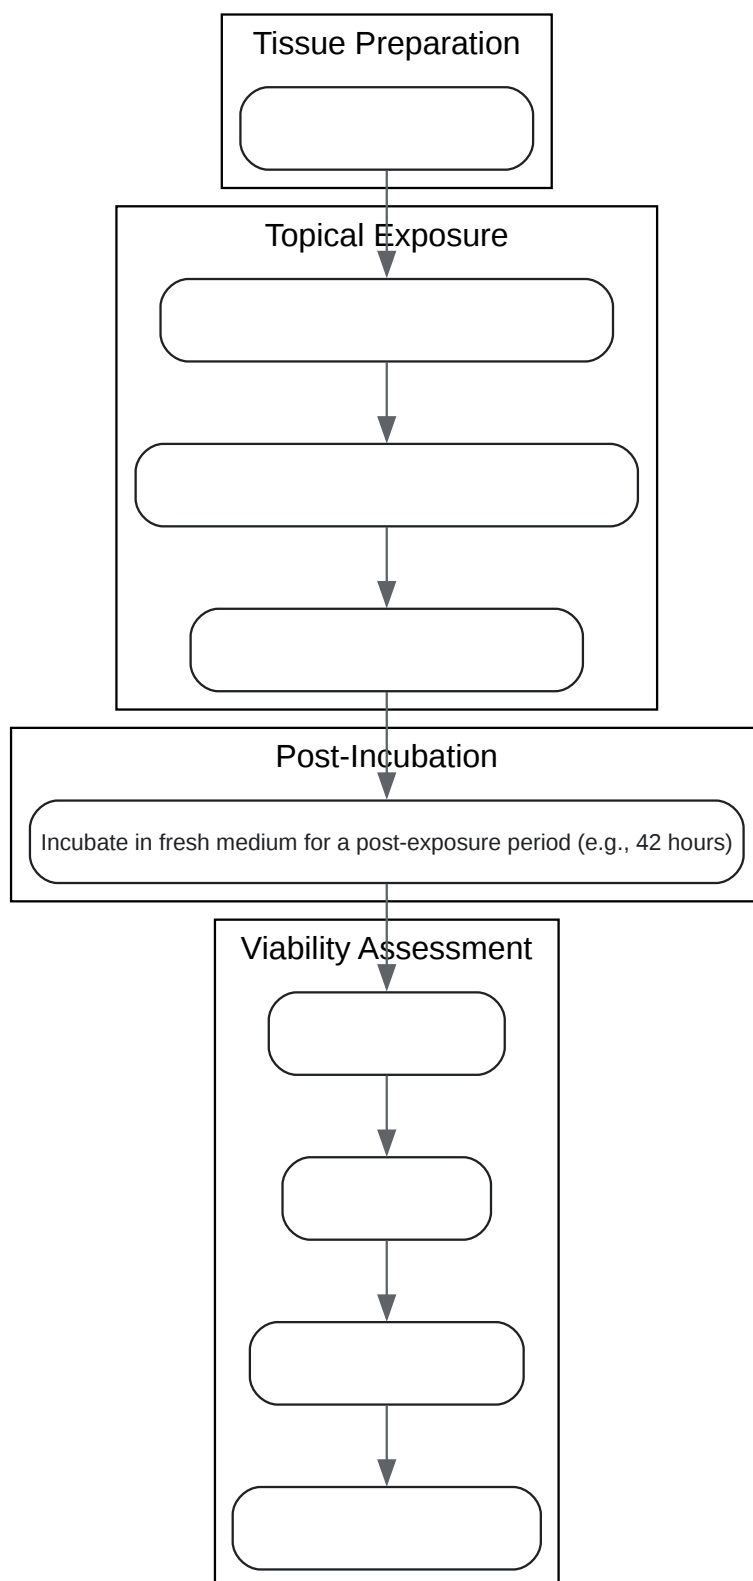 Tissue Preparation
Topical Exposure
Post-Incubation
Incubate in fresh medium for a post-exposure period (e.g., 42 hours)
Viability Assessment